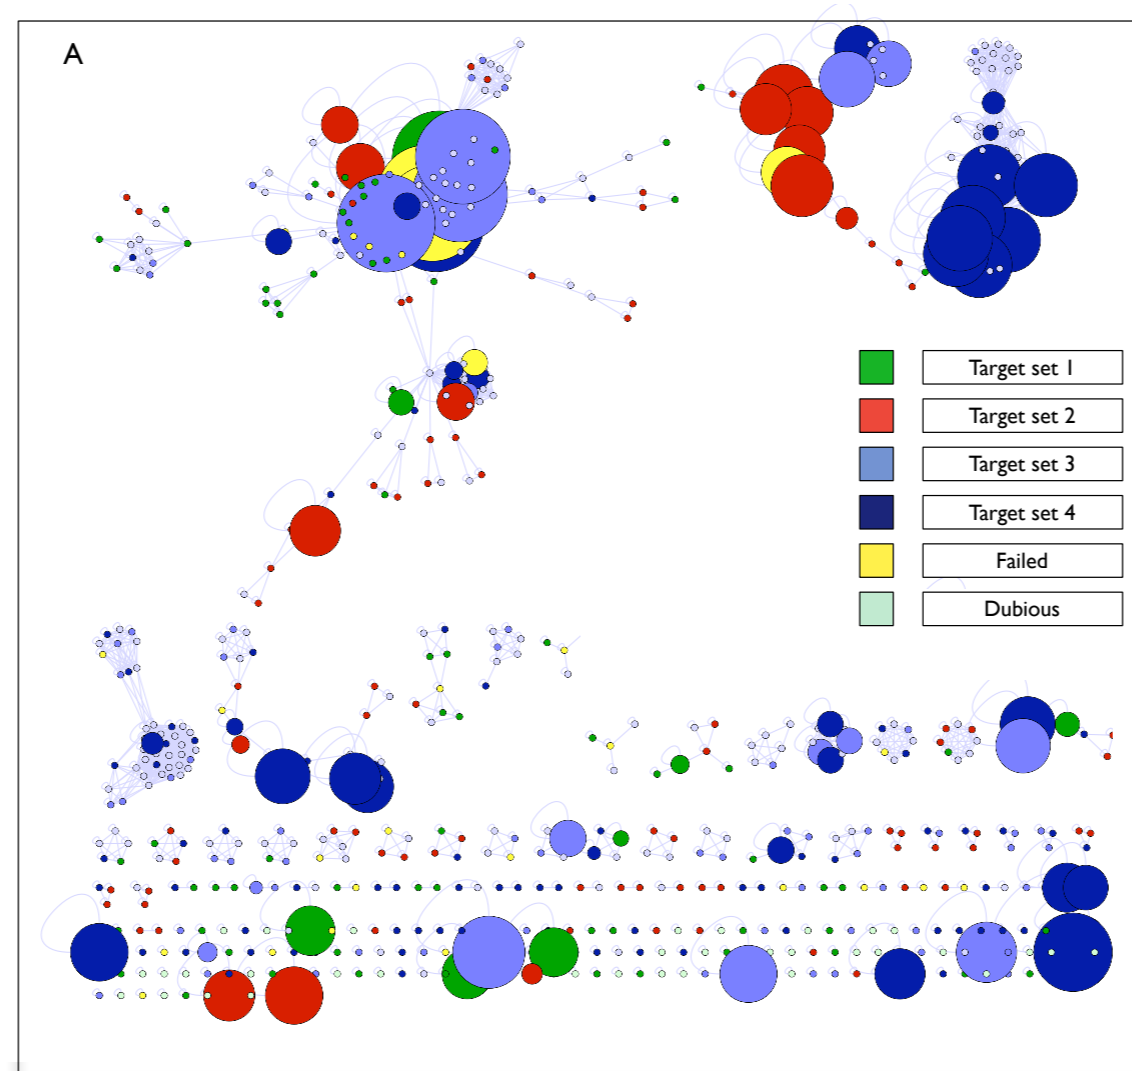 A
Target set 1
Target set 2
Target set 3
Target set 4
Failed
Dubious